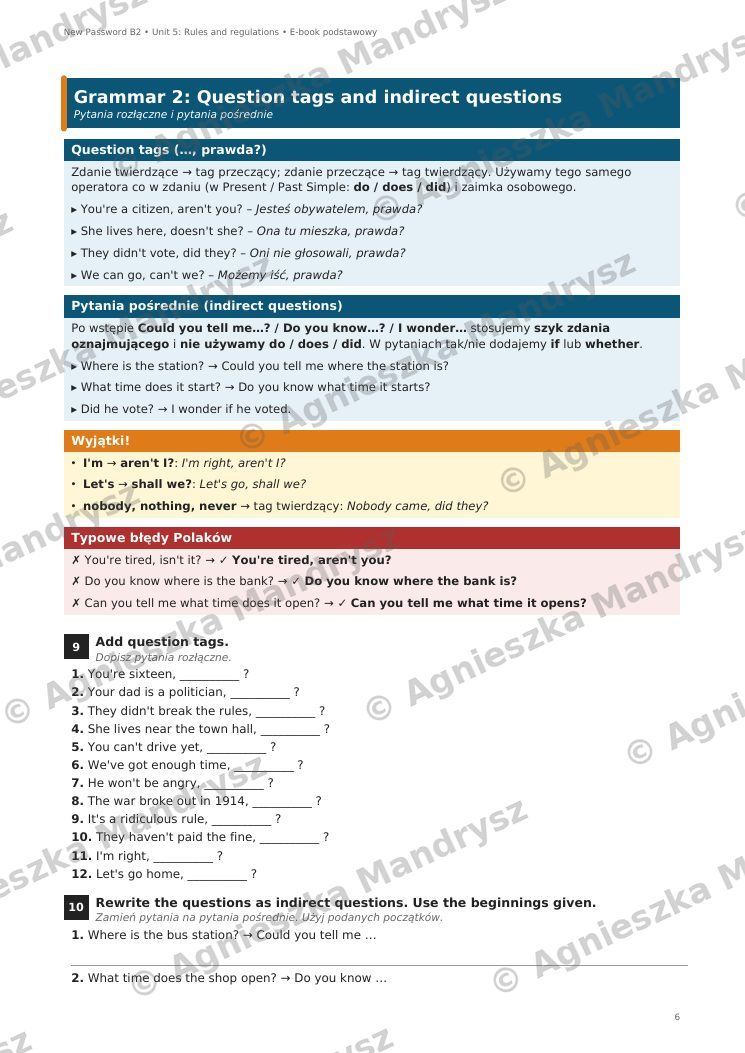 New Password B2 • Unit 5: Rules and regulations • E-book podstawowy
Grammar 2: Question tags and indirect questions
Pytania rozłączne i pytania pośrednie
Question tags (…, prawda?)
Zdanie twierdzące → tag przeczący; zdanie przeczące → tag twierdzący. Używamy tego samego
operatora co w zdaniu (w Present / Past Simple: do / does / did) i zaimka osobowego.
▸ You're a citizen, aren't you? – Jesteś obywatelem, prawda?
▸ She lives here, doesn't she? – Ona tu mieszka, prawda?
▸ They didn't vote, did they? – Oni nie głosowali, prawda?
▸ We can go, can't we? – Możemy iść, prawda?
Pytania pośrednie (indirect questions)
Po wstępie Could you tell me…? / Do you know…? / I wonder… stosujemy szyk zdania
oznajmującego i nie używamy do / does / did. W pytaniach tak/nie dodajemy if lub whether.
▸ Where is the station? → Could you tell me where the station is?
▸ What time does it start? → Do you know what time it starts?
▸ Did he vote? → I wonder if he voted.
Wyjątki!
• I'm → aren't I?: I'm right, aren't I?
• Let's → shall we?: Let's go, shall we?
• nobody, nothing, never → tag twierdzący: Nobody came, did they?
Typowe błędy Polaków
✗ You're tired, isn't it? → ✓ You're tired, aren't you?
✗ Do you know where is the bank? → ✓ Do you know where the bank is?
✗ Can you tell me what time does it open? → ✓ Can you tell me what time it opens?
9 Add question tags.
Dopisz pytania rozłączne.
1. You're sixteen, __________ ?
2. Your dad is a politician, __________ ?
3. They didn't break the rules, __________ ?
4. She lives near the town hall, __________ ?
5. You can't drive yet, __________ ?
6. We've got enough time, __________ ?
7. He won't be angry, __________ ?
8. The war broke out in 1914, __________ ?
9. It's a ridiculous rule, __________ ?
10. They haven't paid the fine, __________ ?
11. I'm right, __________ ?
12. Let's go home, __________ ?
10 Rewrite the questions as indirect questions. Use the beginnings given.
Zamień pytania na pytania pośrednie. Użyj podanych początków.
1. Where is the bus station? → Could you tell me …
2. What time does the shop open? → Do you know …
6
© Agnieszka Mandrysz